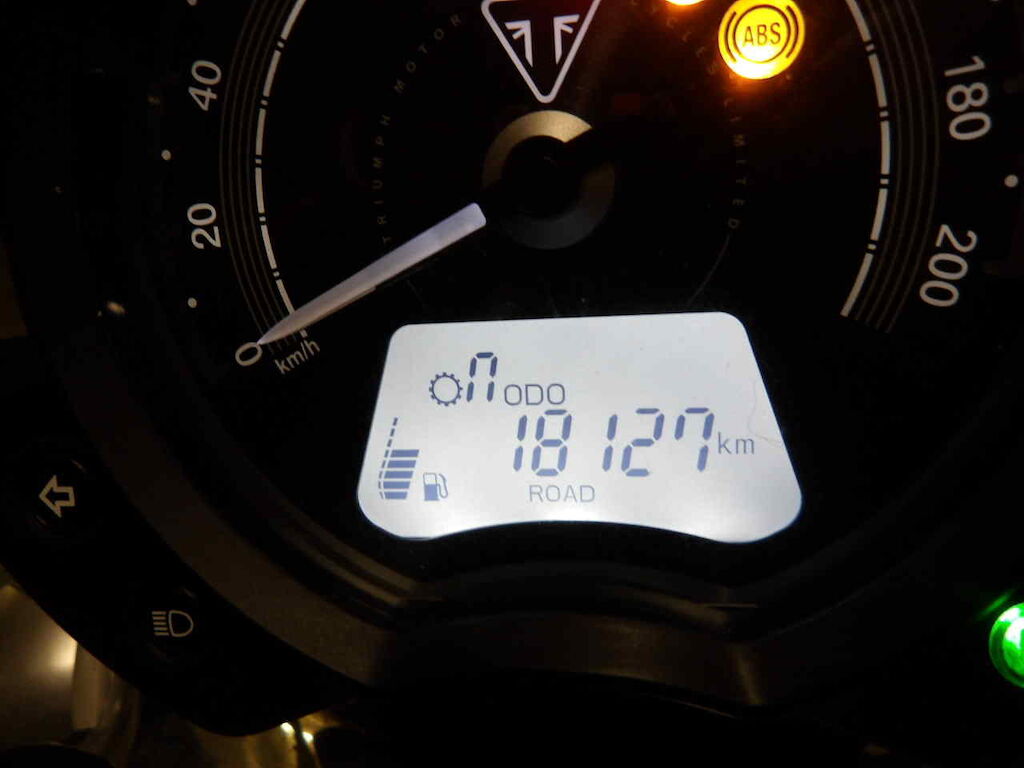 ABS
40
180
TRIUMPH MOTOR
LIMITED
20
200
0
km/h
n
ODO
18127 km
ROAD